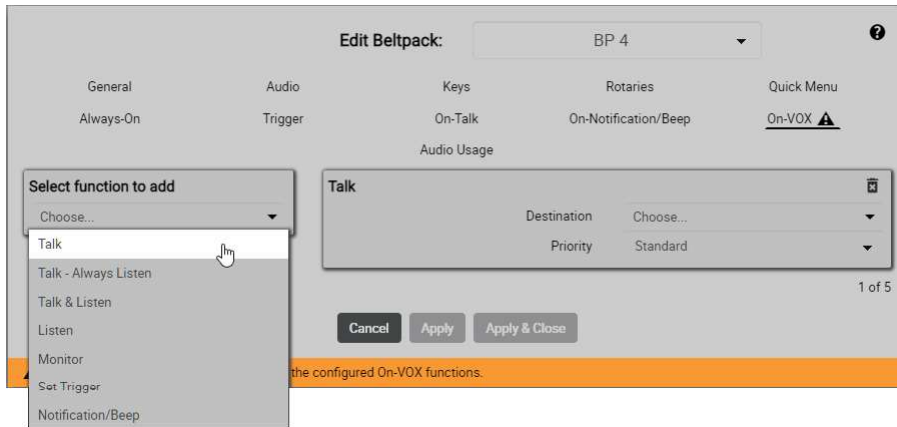 Edit Beltpack: BP 4
General Audio Keys Rotaries Quick Menu
Always-On Trigger On-Talk On-Notification/Beep On-VOX
Audio Usage
Select function to add
Choose...
Talk
Talk - Always Listen
Talk & Listen
Listen
Monitor
Set Trigger
Notification/Beep
Talk
Destination Choose...
Priority Standard
1 of 5
Cancel Apply Apply & Close
the configured On-VOX functions.